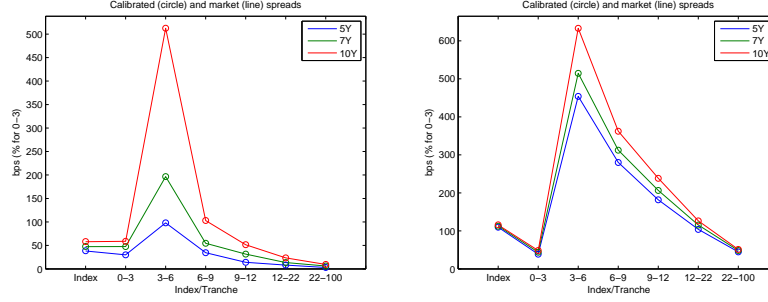 Calibrated (circle) and market (line) spreads
500
450
400
350
300
250
200
150
100
50
0
bps (% for 0−3)
5Y
7Y
10Y
Index 0−3 3−6 6−9 9−12 12−22 22−100
Index/Tranche
Calibrated (circle) and market (line) spreads
600
500
400
300
200
100
0
bps (% for 0−3)
5Y
7Y
10Y
Index 0−3 3−6 6−9 9−12 12−22 22−100
Index/Tranche